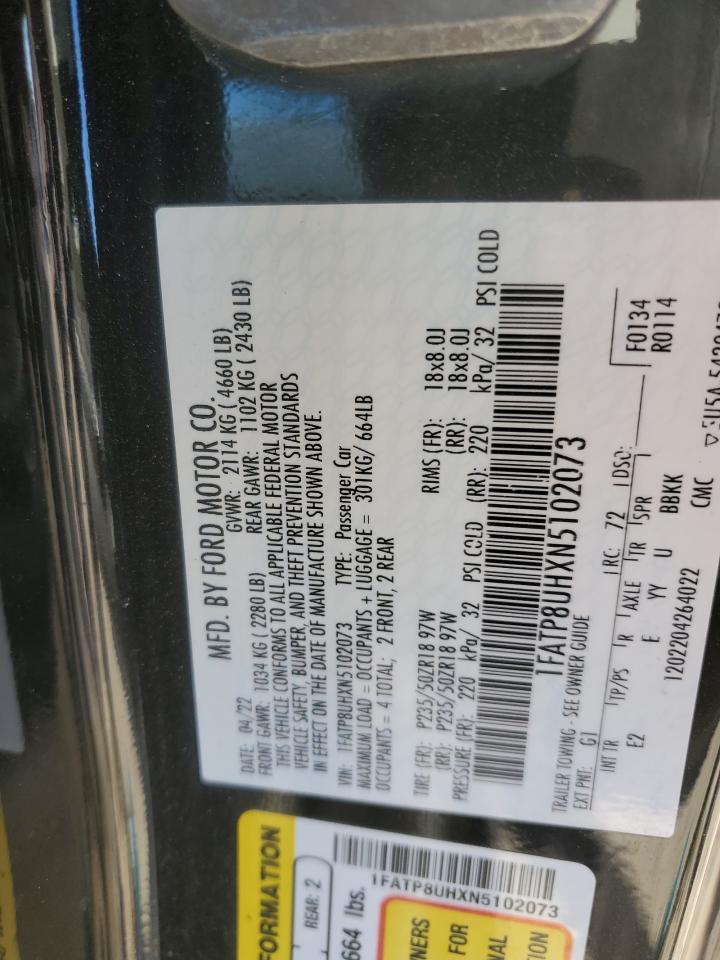 MFD. BY FORD MOTOR CO.
DATE: 04/22 GVWR: 2114 KG ( 4660 LB)
FRONT GAWR: 1034 KG ( 2280 LB) REAR GAWR: 1102 KG ( 2430 LB)
THIS VEHICLE CONFORMS TO ALL APPLICABLE FEDERAL MOTOR
VEHICLE SAFETY, BUMPER, AND THEFT PREVENTION STANDARDS
IN EFFECT ON THE DATE OF MANUFACTURE SHOWN ABOVE.
VIN: 1FATP8UHXN5102073 TYPE: Passenger Car
MAXIMUM LOAD = OCCUPANTS + LUGGAGE = 301KG/ 664LB
OCCUPANTS = 4 TOTAL; 2 FRONT, 2 REAR
TIRE (FR): P235/50ZR18 97W RIMS (FR): 18x8.0J
(RR): P235/50ZR18 97W (RR): 18x8.0J
PRESSURE (FR): 220 kPa/ 32 PSI COLD (RR): 220 kPa/ 32 PSI COLD
1FATP8UHXN5102073
TRAILER TOWING - SEE OWNER GUIDE
EXT PNT: G1 RC: 72 DSO: F0134
INT TR TP/PS R AXLE TR SPR R0114
E2 E YY U BBKK
1202204264022 CMC
FORMATION
REAR: 2
664 lbs.
1FATP8UHXN5102073
FOR